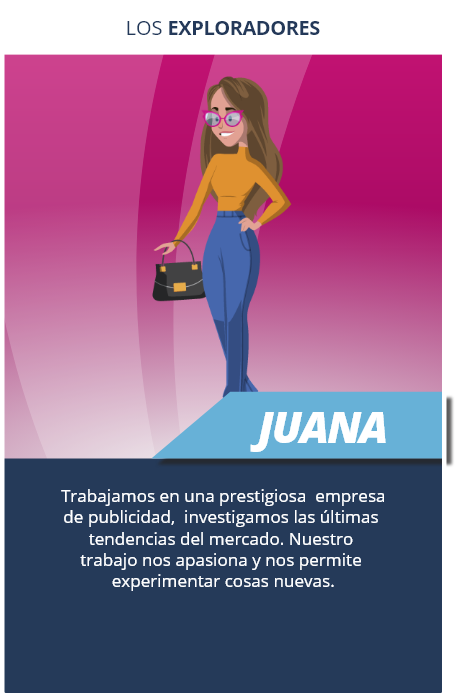 LOS EXPLORADORES
JUANA
Trabajamos en una prestigiosa empresa
de publicidad, investigamos las últimas
tendencias del mercado. Nuestro
trabajo nos apasiona y nos permite
experimentar cosas nuevas.